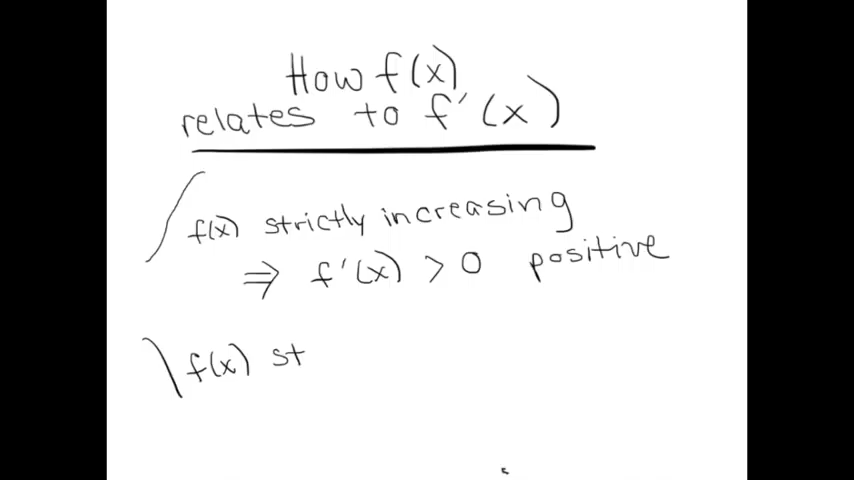 How f(x)
relates to f'(x)
f(x) strictly increasing
⇒ f'(x) > 0 positive
f(x) st